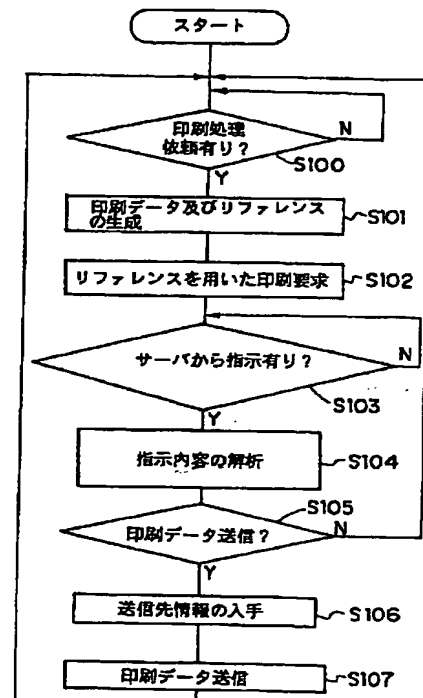 スタート
印刷処理
依頼有り?
N
S100
Y
印刷データ及びリファレンス
の生成
S101
リファレンスを用いた印刷要求
S102
サーバから指示有り?
N
S103
Y
指示内容の解析
S104
S105
印刷データ送信?
N
Y
送信先情報の入手
S106
印刷データ送信
S107